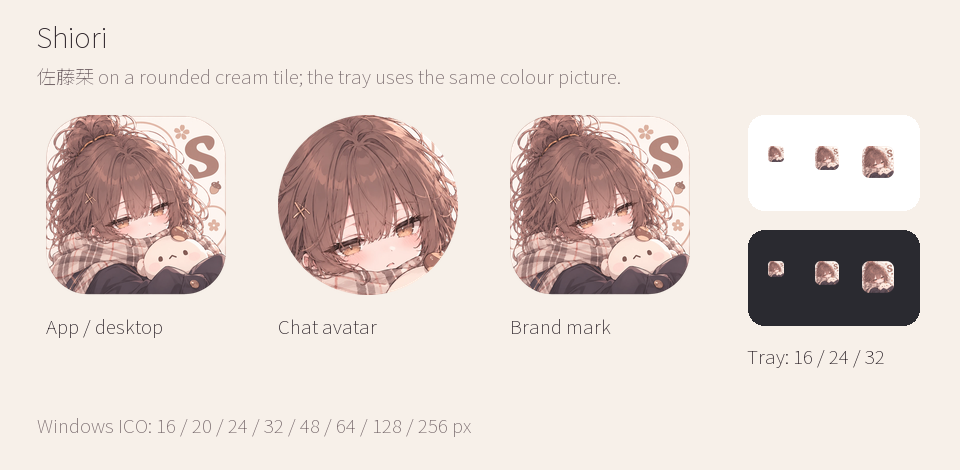 Shiori
佐藤栞 on a rounded cream tile; the tray uses the same colour picture.
S
S
App / desktop
Chat avatar
Brand mark
Tray: 16 / 24 / 32
Windows ICO: 16 / 20 / 24 / 32 / 48 / 64 / 128 / 256 px